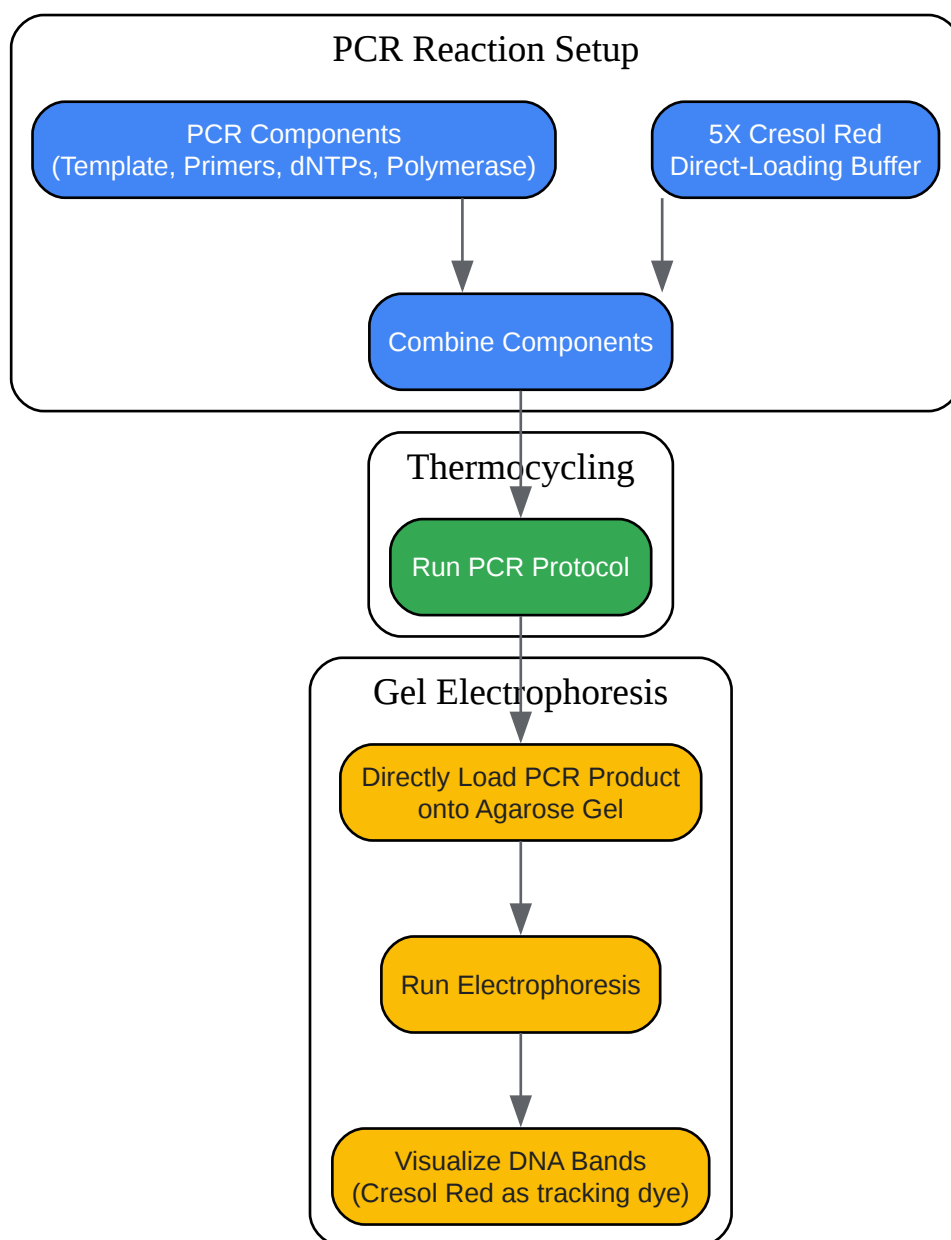 PCR Reaction Setup
PCR Components
(Template, Primers, dNTPs, Polymerase)
5X Cresol Red
Direct-Loading Buffer
Combine Components
Thermocycling
Run PCR Protocol
Gel Electrophoresis
Directly Load PCR Product
onto Agarose Gel
Run Electrophoresis
Visualize DNA Bands
(Cresol Red as tracking dye)